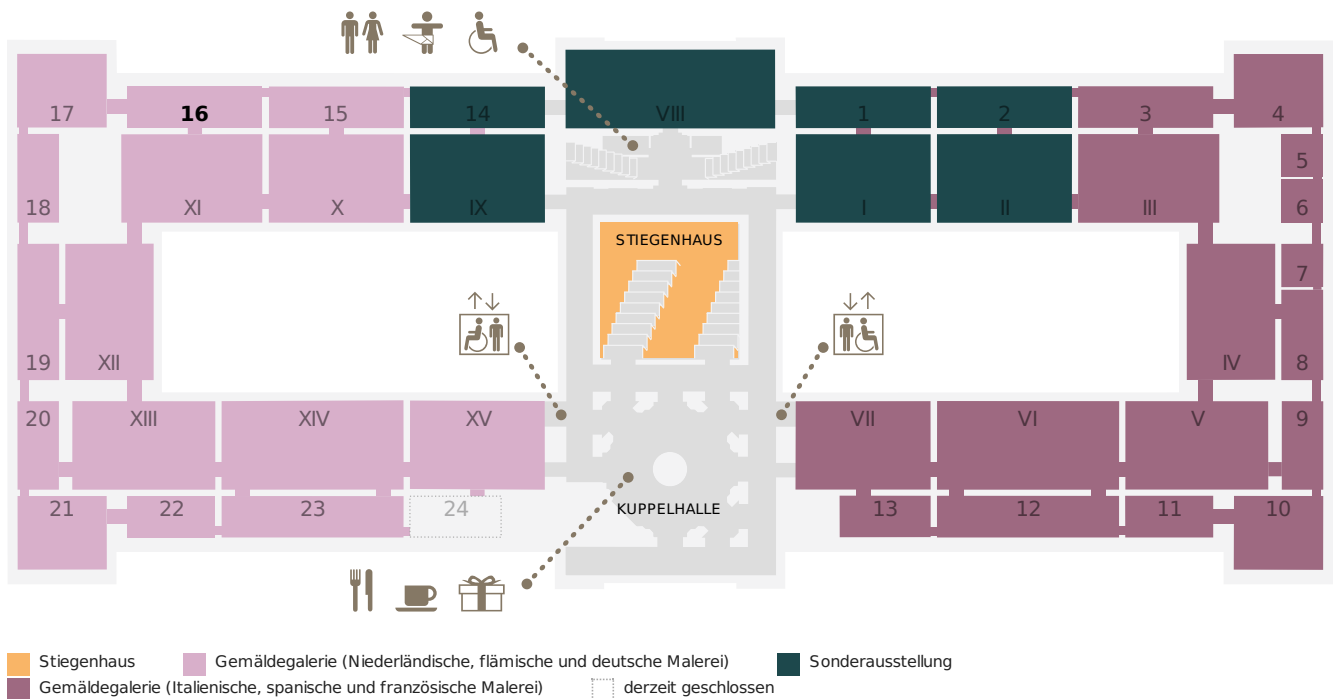 17
16
15
14
VIII
1
2
3
4
5
18
XI
X
IX
I
II
III
6
STIEGENHAUS
7
19
XII
IV
8
20
XIII
XIV
XV
VII
VI
V
9
21
22
23
24
KUPPELHALLE
13
12
11
10
Stiegenhaus
Gemäldegalerie (Niederländische, flämische und deutsche Malerei)
Sonderausstellung
Gemäldegalerie (Italienische, spanische und französische Malerei)
derzeit geschlossen